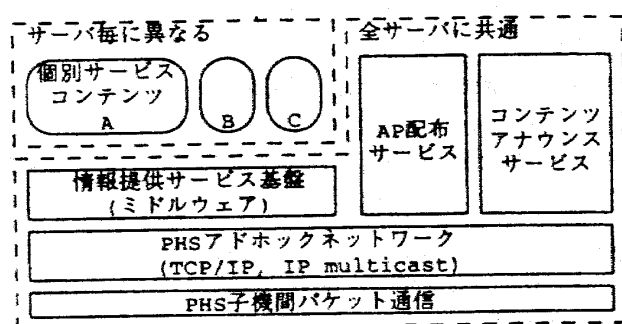 サーバ毎に異なる
個別サービス
コンテンツ
A
B
C
全サーバに共通
AP配布
サービス
コンテンツ
アナウンス
サービス
情報提供サービス基盤
(ミドルウェア)
PHSアドホックネットワーク
(TCP/IP, IP multicast)
PHS子機間パケット通信